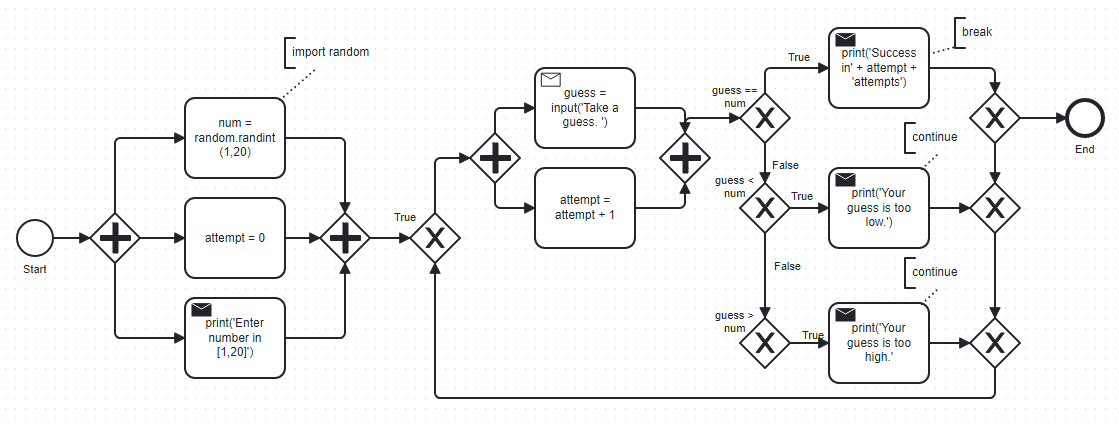 Start
import random
num =
random.randint
(1,20)
attempt = 0
print('Enter
number in
[1,20]')
True
guess =
input('Take a
guess. ')
attempt =
attempt + 1
guess ==
num
True
False
print('Success
in' + attempt +
'attempts')
break
guess <
num
True
False
print('Your
guess is too
low.')
continue
guess >
num
True
print('Your
guess is too
high.'
continue
End